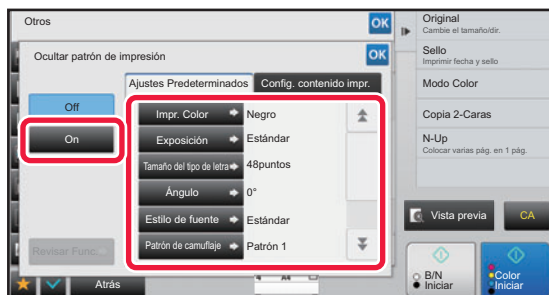 Otros
OK
Ocultar patrón de impresión
OK
Ajustes Predeterminados
Config. contenido impr.
Off
On
Impr. Color
Negro
Exposición
Estándar
Tamaño del tipo de letra
48puntos
Ángulo
0°
Estilo de fuente
Estándar
Patrón de camuflaje
Patrón 1
Revisar Func.
Atrás
A4
Original
Cambie el tamaño/dir.
Sello
Imprimir fecha y sello
Modo Color
Copia 2-Caras
N-Up
Colocar varias pág. en 1 pág.
Vista previa
CA
B/N
Iniciar
Color
Iniciar